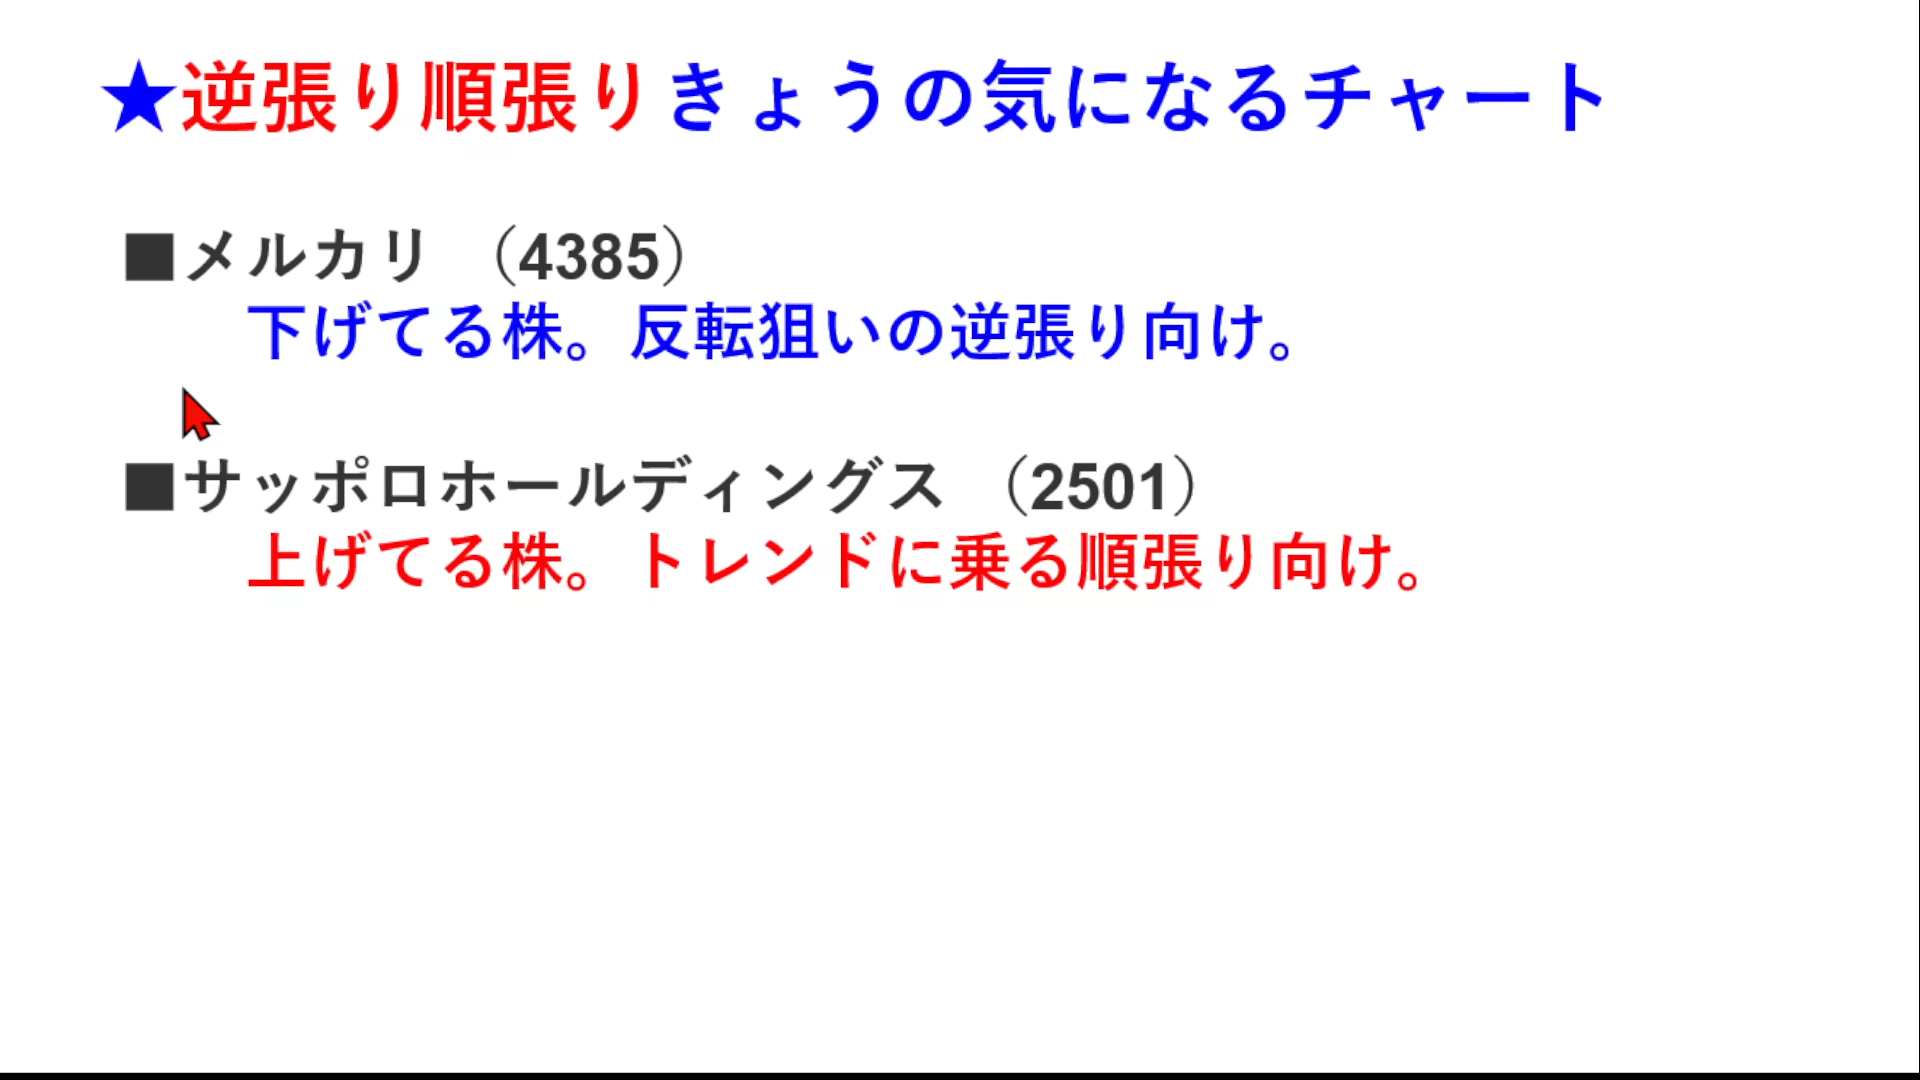 ★逆張り順張りきょうの気になるチャート
■メルカリ （4385）
下げてる株。反転狙いの逆張り向け。
■サッポロホールディングス （2501）
上げてる株。トレンドに乗る順張り向け。